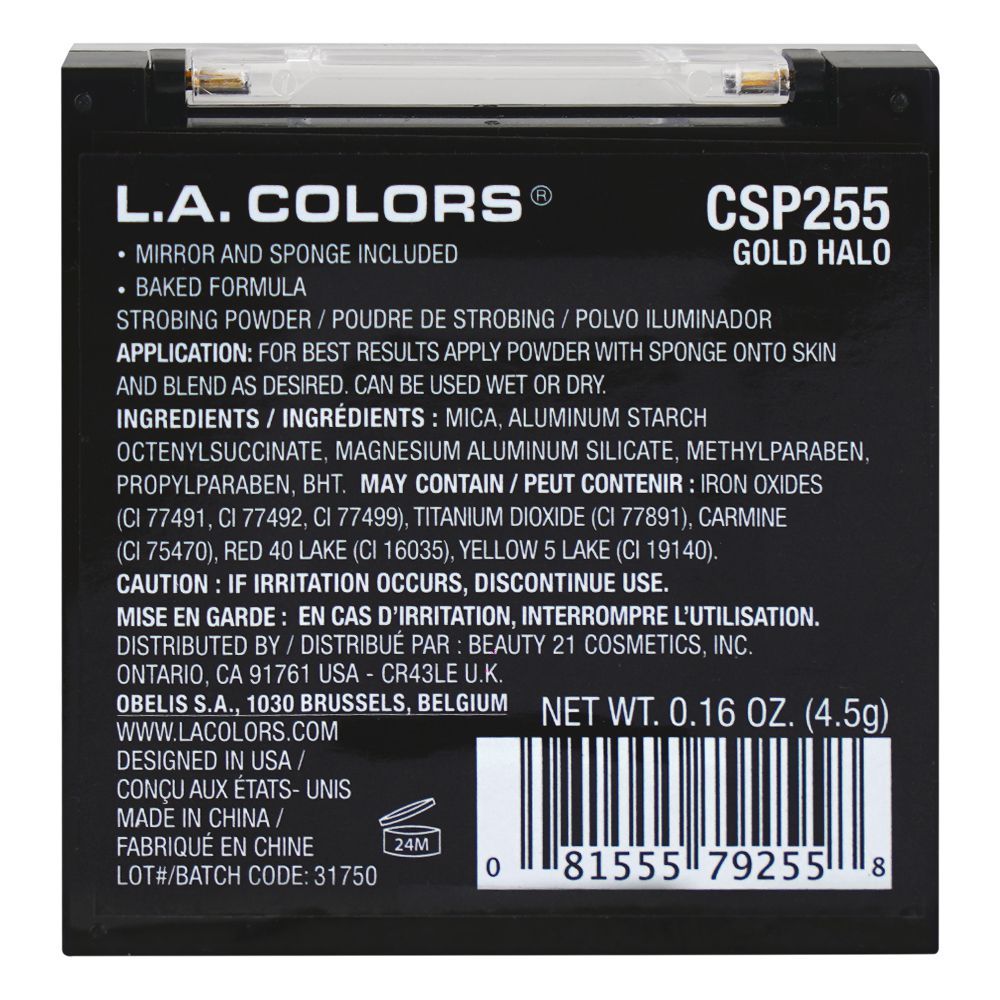 L.A. COLORS®
CSP255
GOLD HALO
• MIRROR AND SPONGE INCLUDED
• BAKED FORMULA
STROBING POWDER / POUDRE DE STROBING / POLVO ILUMINADOR
APPLICATION: FOR BEST RESULTS APPLY POWDER WITH SPONGE ONTO SKIN
AND BLEND AS DESIRED. CAN BE USED WET OR DRY.
INGREDIENTS / INGRÉDIENTS : MICA, ALUMINUM STARCH
OCTENYLSUCCINATE, MAGNESIUM ALUMINUM SILICATE, METHYLPARABEN,
PROPYLPARABEN, BHT. MAY CONTAIN / PEUT CONTENIR : IRON OXIDES
(CI 77491, CI 77492, CI 77499), TITANIUM DIOXIDE (CI 77891), CARMINE
(CI 75470), RED 40 LAKE (CI 16035), YELLOW 5 LAKE (CI 19140).
CAUTION : IF IRRITATION OCCURS, DISCONTINUE USE.
MISE EN GARDE : EN CAS D'IRRITATION, INTERROMPRE L'UTILISATION.
DISTRIBUTED BY / DISTRIBUÉ PAR : BEAUTY 21 COSMETICS, INC.
ONTARIO, CA 91761 USA - CR43LE U.K.
OBELIS S.A., 1030 BRUSSELS, BELGIUM
WWW.LACOLORS.COM
DESIGNED IN USA /
CONÇU AUX ÉTATS- UNIS
MADE IN CHINA /
FABRIQUÉ EN CHINE
LOT#/BATCH CODE: 31750
24M
NET WT. 0.16 OZ. (4.5g)
0 81555 79255 8